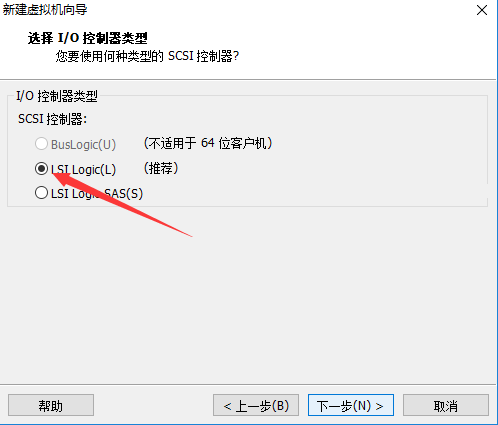 新建虚拟机向导
选择 I/O 控制器类型
您要使用何种类型的 SCSI 控制器?
I/O 控制器类型
SCSI 控制器:
BusLogic(U) (不适用于 64 位客户机)
LSI Logic(L) (推荐)
LSI Logic SAS(S)
帮助 < 上一步(B) 下一步(N) > 取消